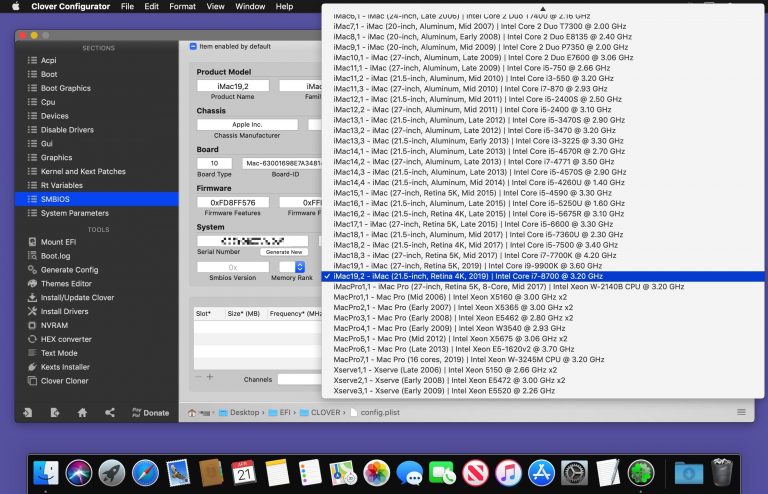 Clover Configurator File Edit Format View Window Help
SECTIONS
Acpi
Boot
Boot Graphics
Cpu
Devices
Disable Drivers
Gui
Graphics
Kernel and Kext Patches
Rt Variables
SMBIOS
System Parameters
TOOLS
Mount EFI
Boot.log
Generate Config
Themes Editor
Install/Update Clover
Install Drivers
NVRAM
HEX converter
Text Mode
Kexts Installer
Clover Cloner
PayPal Donate
Item enabled by default
Product Model
iMac19,2
Product Name
Chassis
Apple Inc.
Chassis Manufacturer
Board
10
Board Type
Board-ID
Firmware
0xFD8FF576
Firmware Features
System
Serial Number
Generate New
0x
Smbios Version
Memory Rank
Slot* Size* (MB) Frequency* (MHz)
Channels
Desktop EFI CLOVER config.plist
iMac6,1 - iMac (24-inch, Late 2006) | Intel Core 2 Duo T7400 @ 2.16 GHz
iMac7,1 - iMac (20-inch, Aluminum, Mid 2007) | Intel Core 2 Duo T7300 @ 2.00 GHz
iMac8,1 - iMac (20-inch, Aluminum, Early 2008) | Intel Core 2 Duo E8135 @ 2.40 GHz
iMac9,1 - iMac (20-inch, Mid 2009) | Intel Core 2 Duo P7350 @ 2.00 GHz
iMac10,1 - iMac (27-inch, Aluminum, Late 2009) | Intel Core 2 Duo E7600 @ 3.06 GHz
iMac11,1 - iMac (27-inch, Aluminum, Late 2009) | Intel Core i5-750 @ 2.66 GHz
iMac11,2 - iMac (21.5-inch, Aluminum, Mid 2010) | Intel Core i3-550 @ 3.20 GHz
iMac11,3 - iMac (27-inch, Aluminum, Mid 2010) | Intel Core i7-870 @ 2.93 GHz
iMac12,1 - iMac (21.5-inch, Aluminum, Mid 2011) | Intel Core i5-2400S @ 2.50 GHz
iMac12,2 - iMac (27-inch, Aluminum, Mid 2011) | Intel Core i5-2400 @ 3.10 GHz
iMac13,1 - iMac (21.5-inch, Aluminum, Late 2012) | Intel Core i5-3470S @ 2.90 GHz
iMac13,2 - iMac (27-inch, Aluminum, Late 2012) | Intel Core i5-3470 @ 3.20 GHz
iMac13,3 - iMac (21.5-inch, Aluminum, Early 2013) | Intel Core i3-3225 @ 3.30 GHz
iMac14,1 - iMac (21.5-inch, Aluminum, Late 2013) | Intel Core i5-4570R @ 2.70 GHz
iMac14,2 - iMac (27-inch, Aluminum, Late 2013) | Intel Core i7-4771 @ 3.50 GHz
iMac14,3 - iMac (21.5-inch, Aluminum, Late 2013) | Intel Core i5-4570S @ 2.90 GHz
iMac14,4 - iMac (21.5-inch, Aluminum, Mid 2014) | Intel Core i5-4260U @ 1.40 GHz
iMac15,1 - iMac (27-inch, Retina 5K, Mid 2015) | Intel Core i5-4590 @ 3.30 GHz
iMac16,1 - iMac (21.5-inch, Aluminum, Late 2015) | Intel Core i5-5250U @ 1.60 GHz
iMac16,2 - iMac (21.5-inch, Retina 4K, Late 2015) | Intel Core i5-5675R @ 3.10 GHz
iMac17,1 - iMac (27-inch, Retina 5K, Late 2015) | Intel Core i5-6600 @ 3.30 GHz
iMac18,1 - iMac (21.5-inch, Aluminum, Mid 2017) | Intel Core i5-7360U @ 2.30 GHz
iMac18,2 - iMac (21.5-inch, Retina 4K, Mid 2017) | Intel Core i5-7500 @ 3.40 GHz
iMac18,3 - iMac (27-inch, Retina 5K, Mid 2017) | Intel Core i7-7700K @ 4.20 GHz
iMac19,1 - iMac (27-inch, Retina 5K, 2019) | Intel Core i9-9900K @ 3.60 GHz
iMac19,2 - iMac (21.5-inch, Retina 4K, 2019) | Intel Core i7-8700 @ 3.20 GHz
iMacPro1,1 - iMac Pro (27-inch, Retina 5K, 8-Core, Mid 2017) | Intel Xeon W-2140B CPU @ 3.20 GHz
MacPro1,1 - Mac Pro (Mid 2006) | Intel Xeon X5160 @ 3.00 GHz x2
MacPro2,1 - Mac Pro (Early 2007) | Intel Xeon X5365 @ 3.00 GHz x2
MacPro3,1 - Mac Pro (Early 2008) | Intel Xeon E5462 @ 2.80 GHz x2
MacPro4,1 - Mac Pro (Early 2009) | Intel Xeon W3540 @ 2.93 GHz
MacPro5,1 - Mac Pro (Mid 2012) | Intel Xeon X5675 @ 3.06 GHz x2
MacPro6,1 - Mac Pro (Late 2013) | Intel Xeon E5-1620v2 @ 3.70 GHz
MacPro7,1 - Mac Pro (16 cores, 2019) | Intel Xeon W-3245M CPU @ 3.20 GHz
Xserve1,1 - Xserve (Late 2006) | Intel Xeon 5150 @ 2.66 GHz x2
Xserve2,1 - Xserve (Early 2008) | Intel Xeon E5472 @ 3.00 GHz x2
Xserve3,1 - Xserve (Early 2009) | Intel Xeon E5520 @ 2.26 GHz